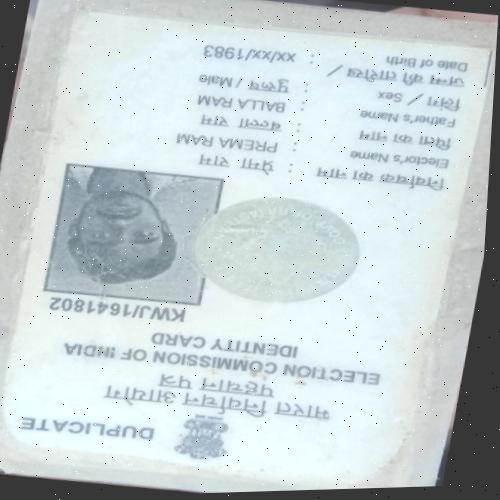 DUPLICATE
भारत निर्वाचन आयोग
पहचान पत्र
ELECTION COMMISSION OF INDIA
IDENTITY CARD
KWJ/1641802
निर्वाचक का नाम : प्रेमा राम
Elector's Name : PREMA RAM
पिता का नाम : बल्ला राम
Father's Name : BALLA RAM
लिंग / Sex : पुरूष / Male
जन्म की तारीख / Date of Birth : xx/xx/1983